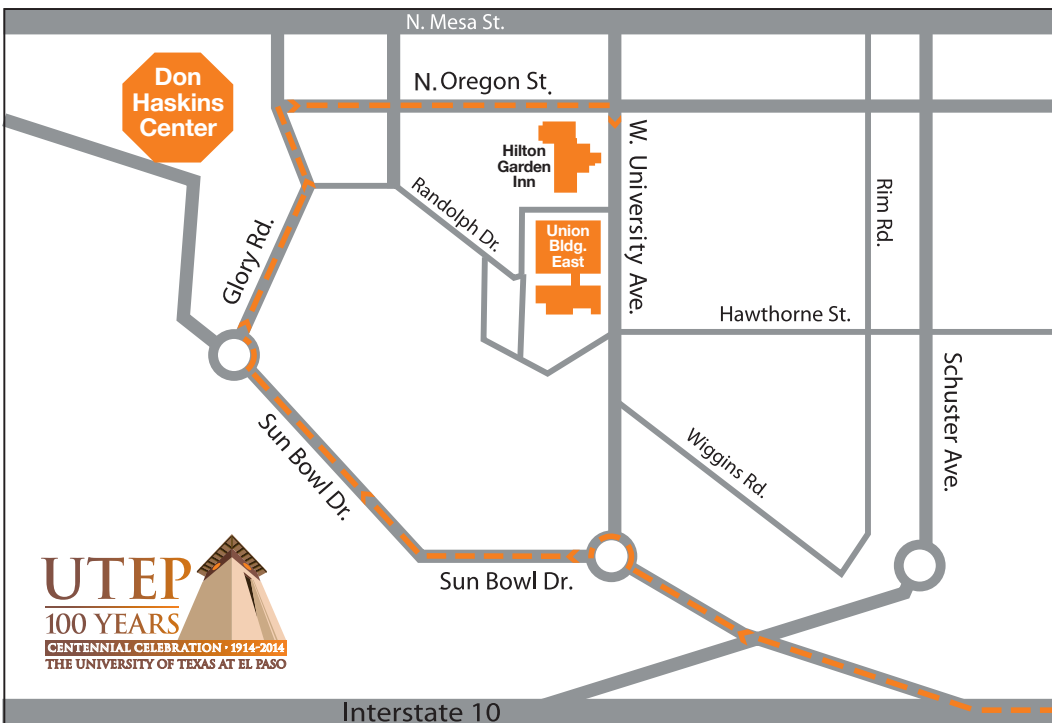 N. Mesa St.
Don
Haskins
Center
N. Oregon St.
Hilton
Garden
Inn
W. University Ave.
Randolph Dr.
Rim Rd.
Glory Rd.
Union
Bldg.
East
Hawthorne St.
Schuster Ave.
Sun Bowl Dr.
Wiggins Rd.
Sun Bowl Dr.
UTEP
100 YEARS
CENTENNIAL CELEBRATION • 1914-2014
THE UNIVERSITY OF TEXAS AT EL PASO
Interstate 10